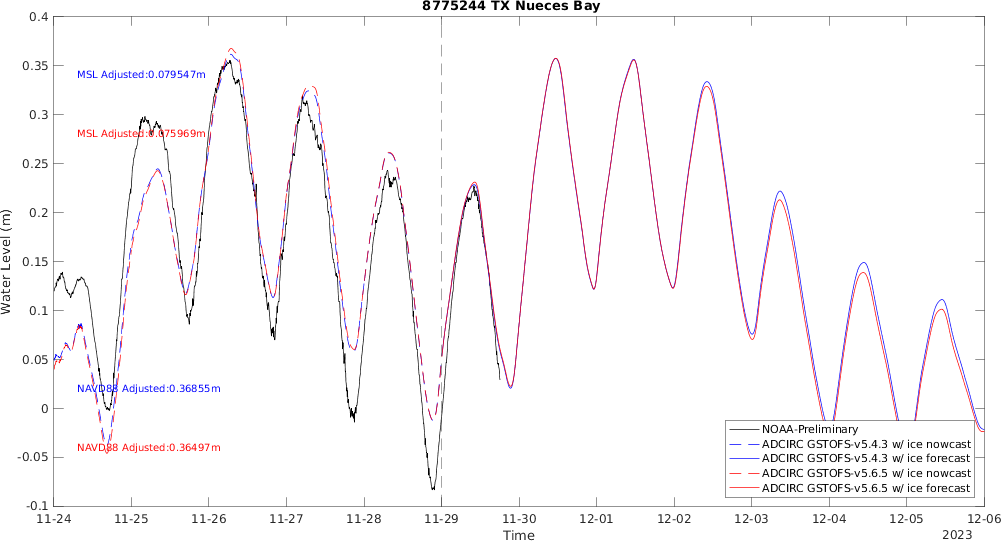 8775244 TX Nueces Bay
0.4
0.35
0.3
0.25
0.2
0.15
0.1
0.05
0
-0.05
-0.1
Water Level (m)
MSL Adjusted:0.079547m
MSL Adjusted:0.075969m
NAVD88 Adjusted:0.36855m
NAVD88 Adjusted:0.36497m
NOAA-Preliminary
ADCIRC GSTOFS-v5.4.3 w/ ice nowcast
ADCIRC GSTOFS-v5.4.3 w/ ice forecast
ADCIRC GSTOFS-v5.6.5 w/ ice nowcast
ADCIRC GSTOFS-v5.6.5 w/ ice forecast
11-24 11-25 11-26 11-27 11-28 11-29 11-30 12-01 12-02 12-03 12-04 12-05 12-06
Time
2023